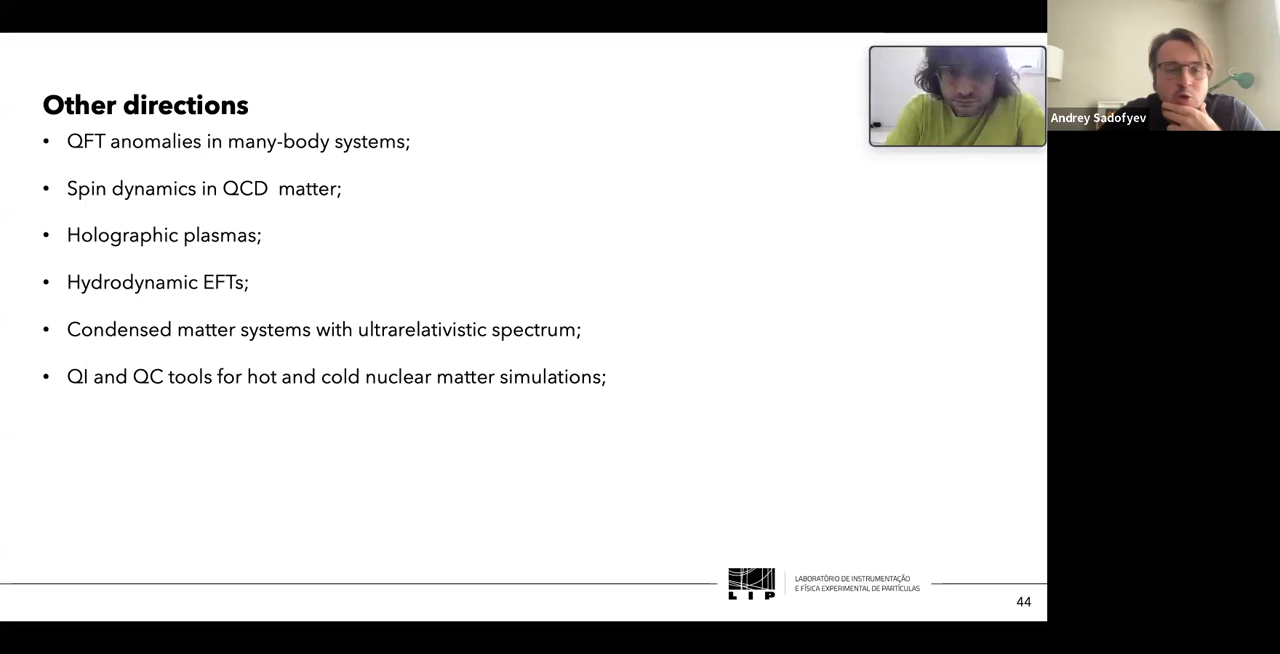 Other directions
• QFT anomalies in many-body systems;
• Spin dynamics in QCD matter;
• Holographic plasmas;
• Hydrodynamic EFTs;
• Condensed matter systems with ultrarelativistic spectrum;
• QI and QC tools for hot and cold nuclear matter simulations;
Andrey Sadofyev
LIP
LABORATÓRIO DE INSTRUMENTAÇÃO
E FÍSICA EXPERIMENTAL DE PARTÍCULAS
44